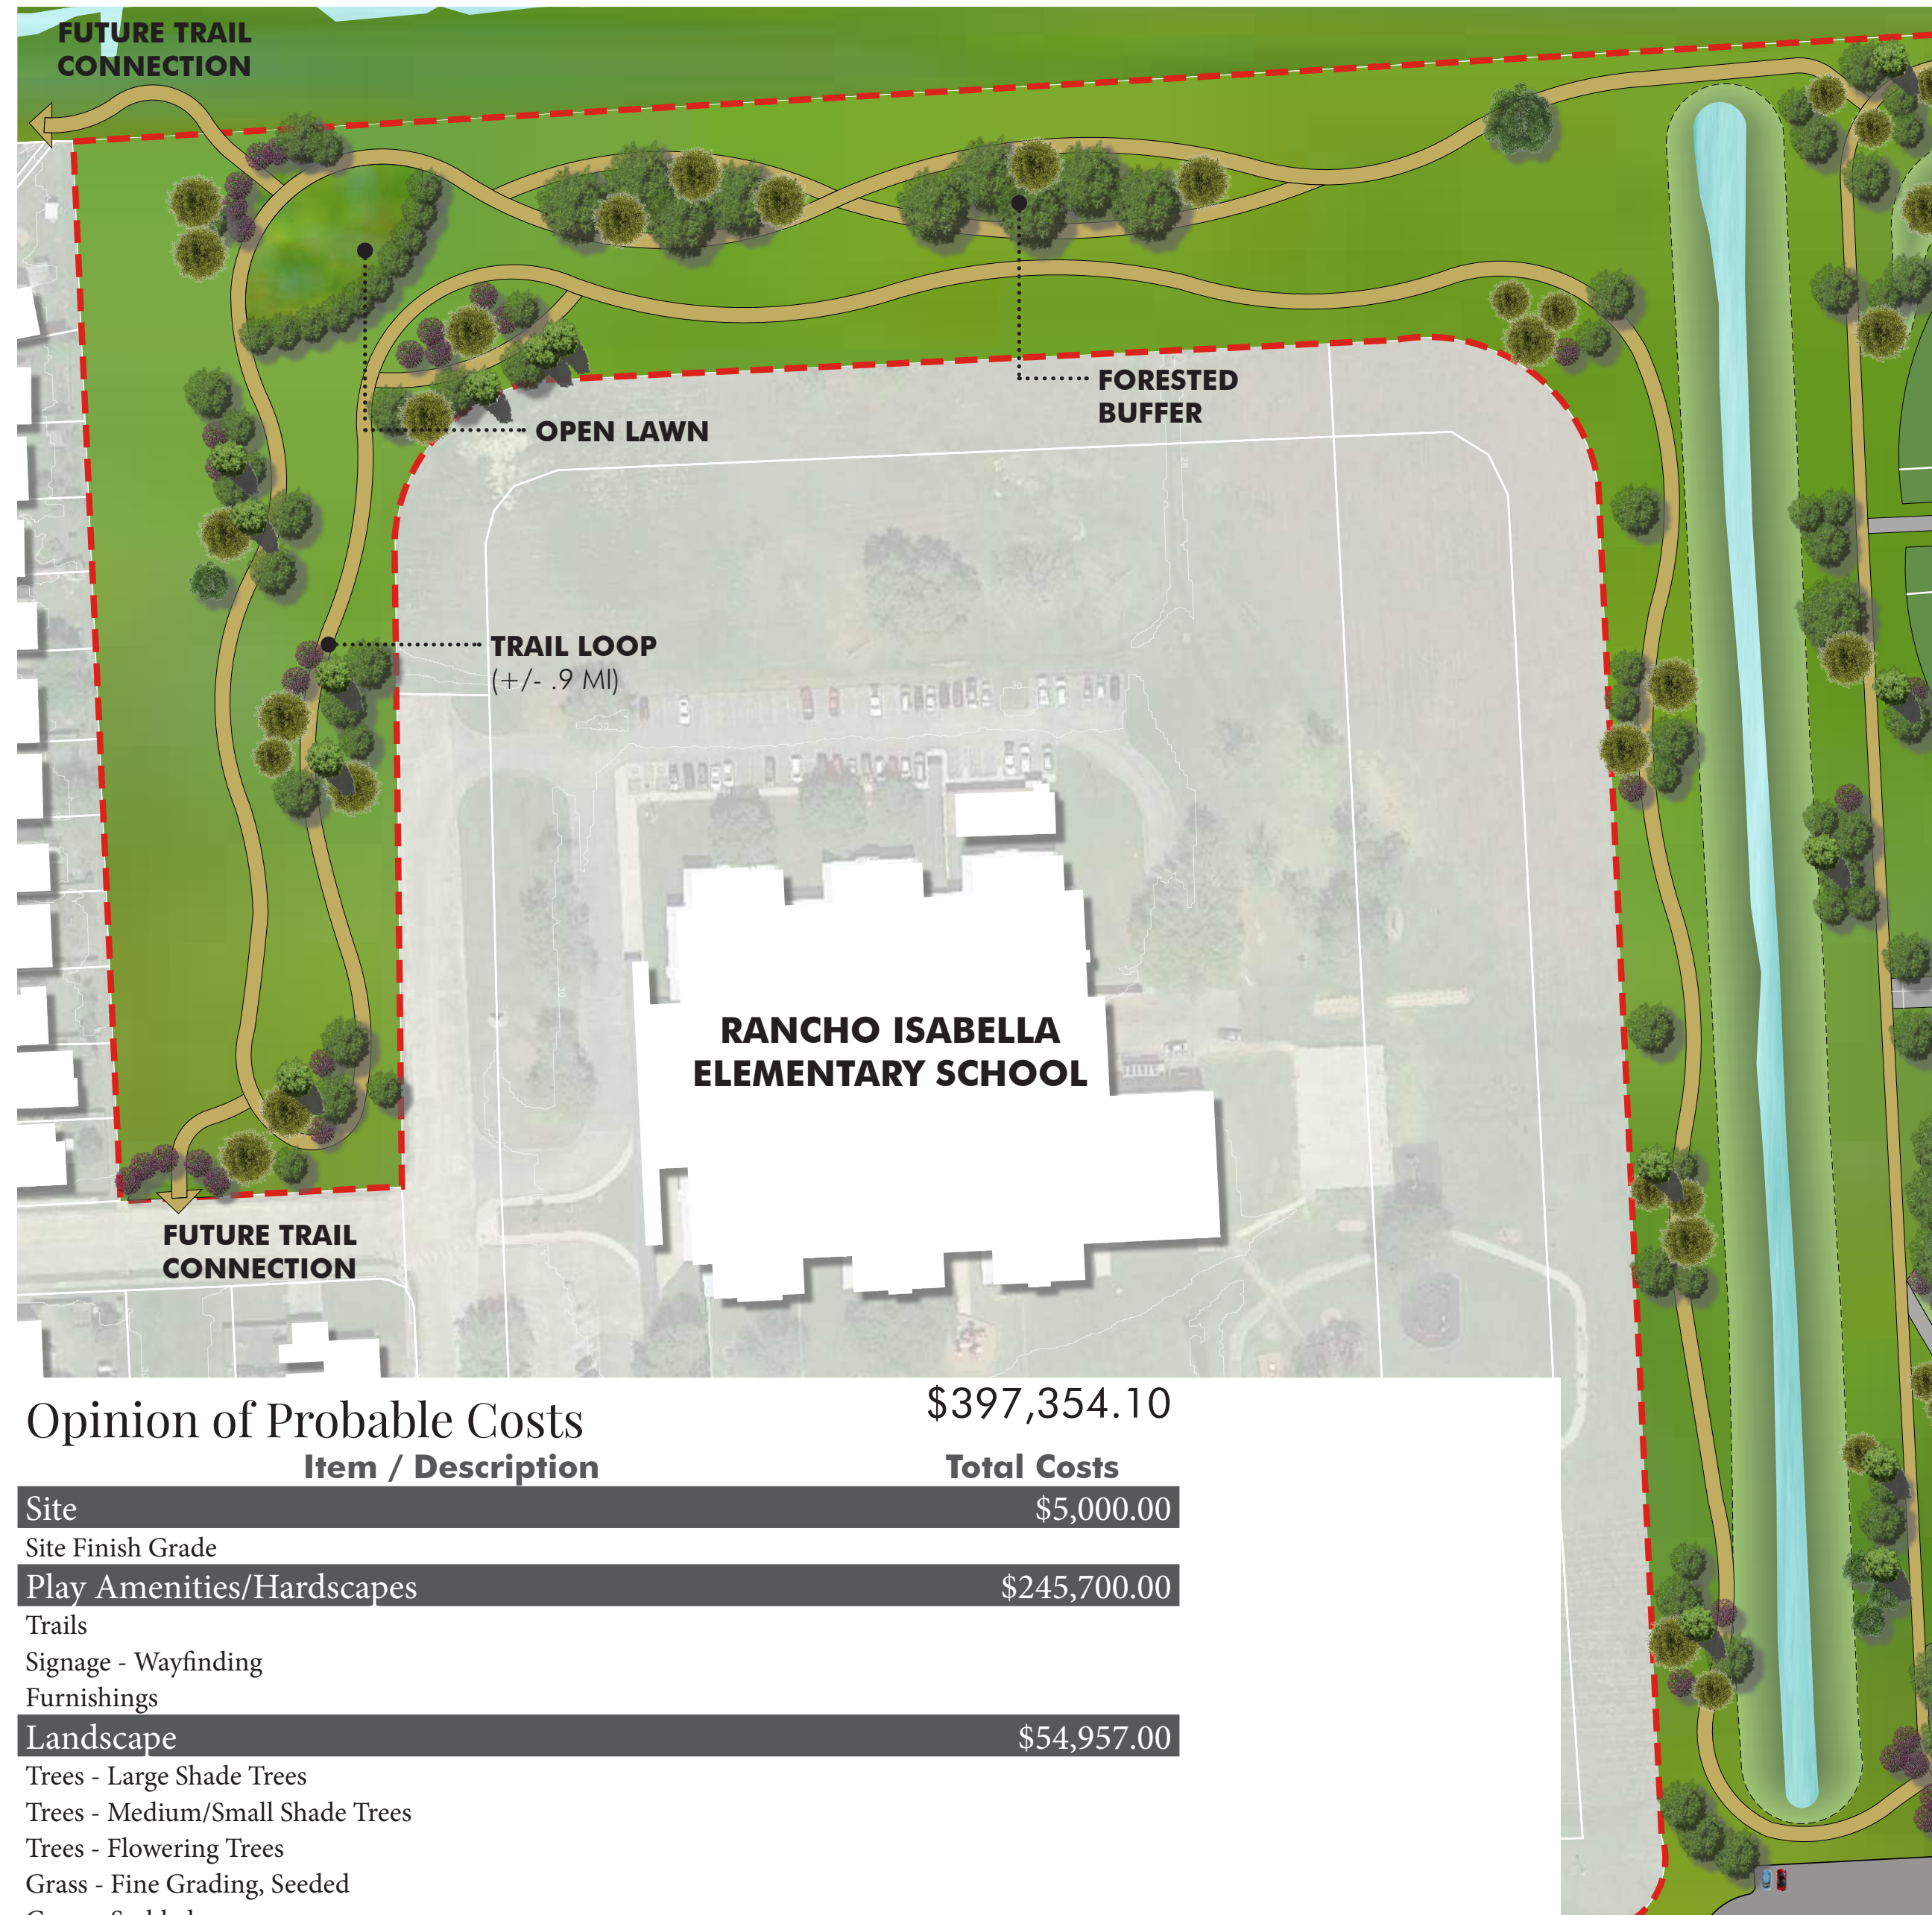 FUTURE TRAIL
CONNECTION
FORESTED
BUFFER
OPEN LAWN
TRAIL LOOP
(+/- .9 MI)
RANCHO ISABELLA
ELEMENTARY SCHOOL
FUTURE TRAIL
CONNECTION
Opinion of Probable Costs $397,354.10
Item / Description Total Costs
Site $5,000.00
Site Finish Grade
Play Amenities/Hardscapes $245,700.00
Trails
Signage - Wayfinding
Furnishings
Landscape $54,957.00
Trees - Large Shade Trees
Trees - Medium/Small Shade Trees
Trees - Flowering Trees
Grass - Fine Grading, Seeded